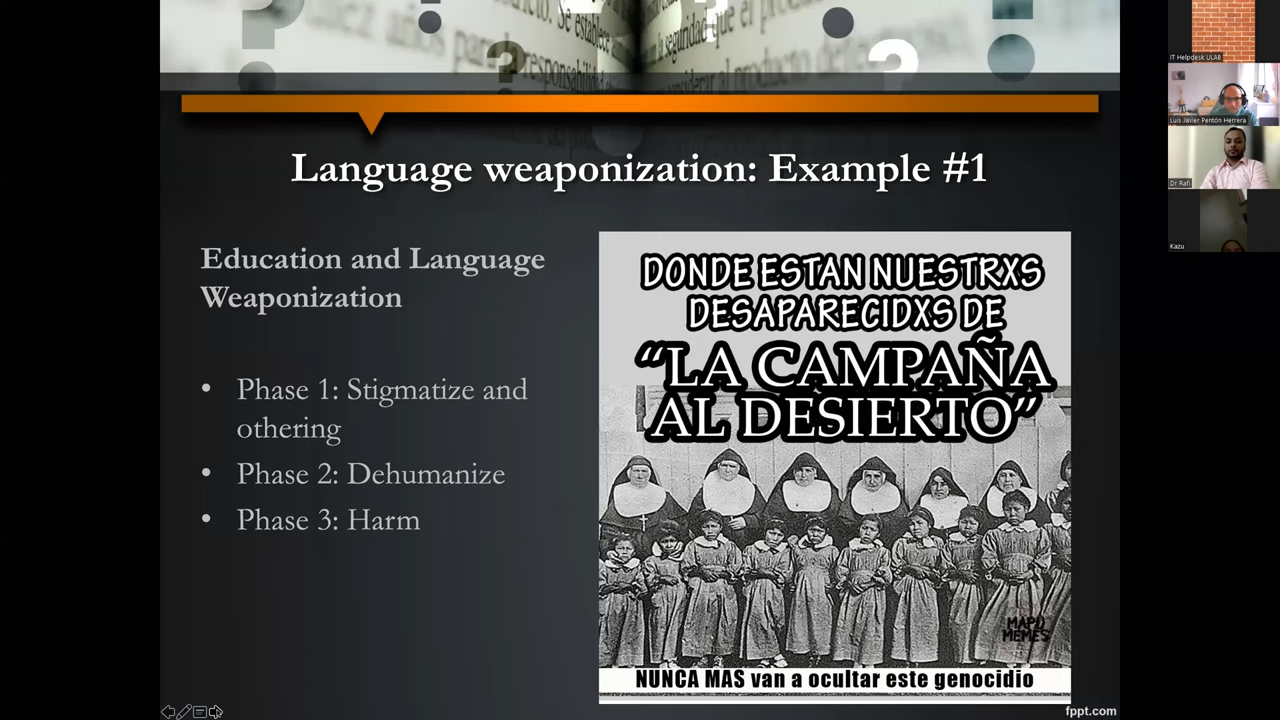 Language weaponization: Example #1
Education and Language
Weaponization
• Phase 1: Stigmatize and
othering
• Phase 2: Dehumanize
• Phase 3: Harm
DONDE ESTAN NUESTRXS
DESAPARECIDXS DE
“LA CAMPAÑA
AL DESIERTO”
MAPU
MEMES
NUNCA MAS van a ocultar este genocidio
fppt.com
IT Helpdesk ULAB
Luis Javier Pentón Herrera
Dr Rafi
Kazu